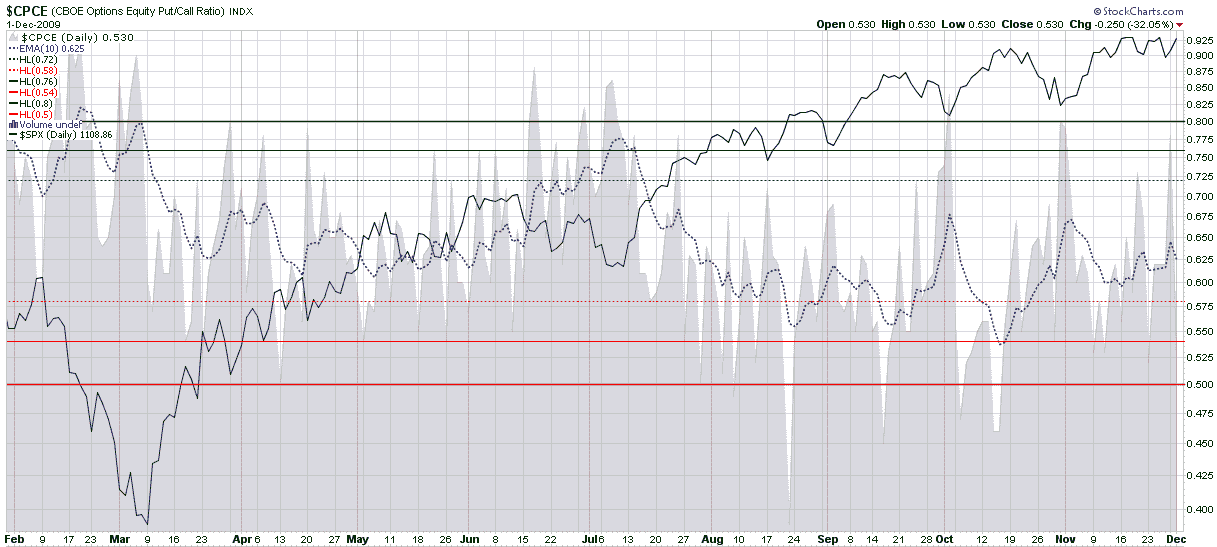 $CPCE (CBOE Options Equity Put/Call Ratio) INDX © StockCharts.com
1-Dec-2009 Open 0.530 High 0.530 Low 0.530 Close 0.530 Chg -0.250 (-32.05%)
$CPCE (Daily) 0.530
EMA(10) 0.625
HL(0.72)
HL(0.58)
HL(0.76)
HL(0.54)
HL(0.8)
HL(0.5)
Volume undef
$SPX (Daily) 1108.86
0.925
0.900
0.875
0.850
0.825
0.800
0.775
0.750
0.725
0.700
0.675
0.650
0.625
0.600
0.575
0.550
0.525
0.500
0.475
0.450
0.425
0.400
Feb 9 17 23 Mar 9 16 23 Apr 6 13 20 27 May 11 18 26 Jun 8 15 22 Jul 6 13 20 27 Aug 10 17 24 Sep 8 14 21 28 Oct 12 19 26 Nov 9 16 23 Dec